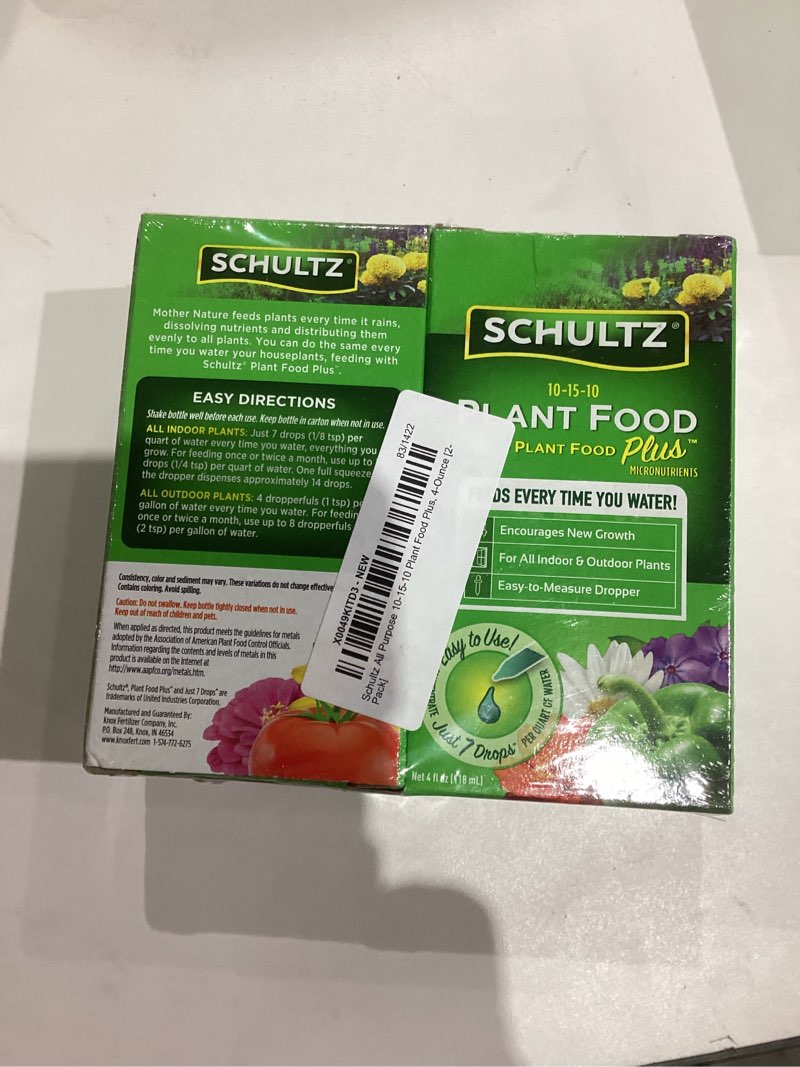 SCHULTZ®
Mother Nature feeds plants every time it rains,
dissolving nutrients and distributing them
evenly to all plants. You can do the same every
time you water your houseplants, feeding with
Schultz® Plant Food Plus™.
EASY DIRECTIONS
Shake bottle well before each use. Keep bottle in carton when not in use.
ALL INDOOR PLANTS: Just 7 drops (1/8 tsp) per
quart of water every time you water, everything you
grow. For feeding once or twice a month, use up to
drops (1/4 tsp) per quart of water. One full squeeze
the dropper dispenses approximately 14 drops.
ALL OUTDOOR PLANTS: 4 dropperfuls (1 tsp) pe
gallon of water every time you water. For feedin
once or twice a month, use up to 8 dropperfuls
(2 tsp) per gallon of water.
Consistency, color and sediment may vary. These variations do not change effective
Contains coloring. Avoid spilling.
Caution: Do not swallow. Keep bottle tightly closed when not in use.
Keep out of reach of children and pets.
When applied as directed, this product meets the guidelines for metals
adopted by the Association of American Plant Food Control Officials.
Information regarding the contents and levels of metals in this
product is available on the Internet at
http://www.aapfco.org/metals.htm.
Schultz®, Plant Food Plus™ and Just 7 Drops™ are
trademarks of United Industries Corporation.
Manufactured and Guaranteed By:
Knox Fertilizer Company, Inc.
P.O. Box 248, Knox, IN 46534
www.knoxfert.com 1-574-772-6275
83/1422
X0049KITD3 - NEW
Schultz All Purpose 10-15-10 Plant Food Plus, 4-Ounce [2-
Pack]
SCHULTZ®
10-15-10
PLANT FOOD
PLANT FOOD Plus™
MICRONUTRIENTS
DS EVERY TIME YOU WATER!
Encourages New Growth
For All Indoor & Outdoor Plants
Easy-to-Measure Dropper
Easy to Use!
Just 7 Drops™ PER QUART OF WATER
Net 4 fl oz (118 mL)